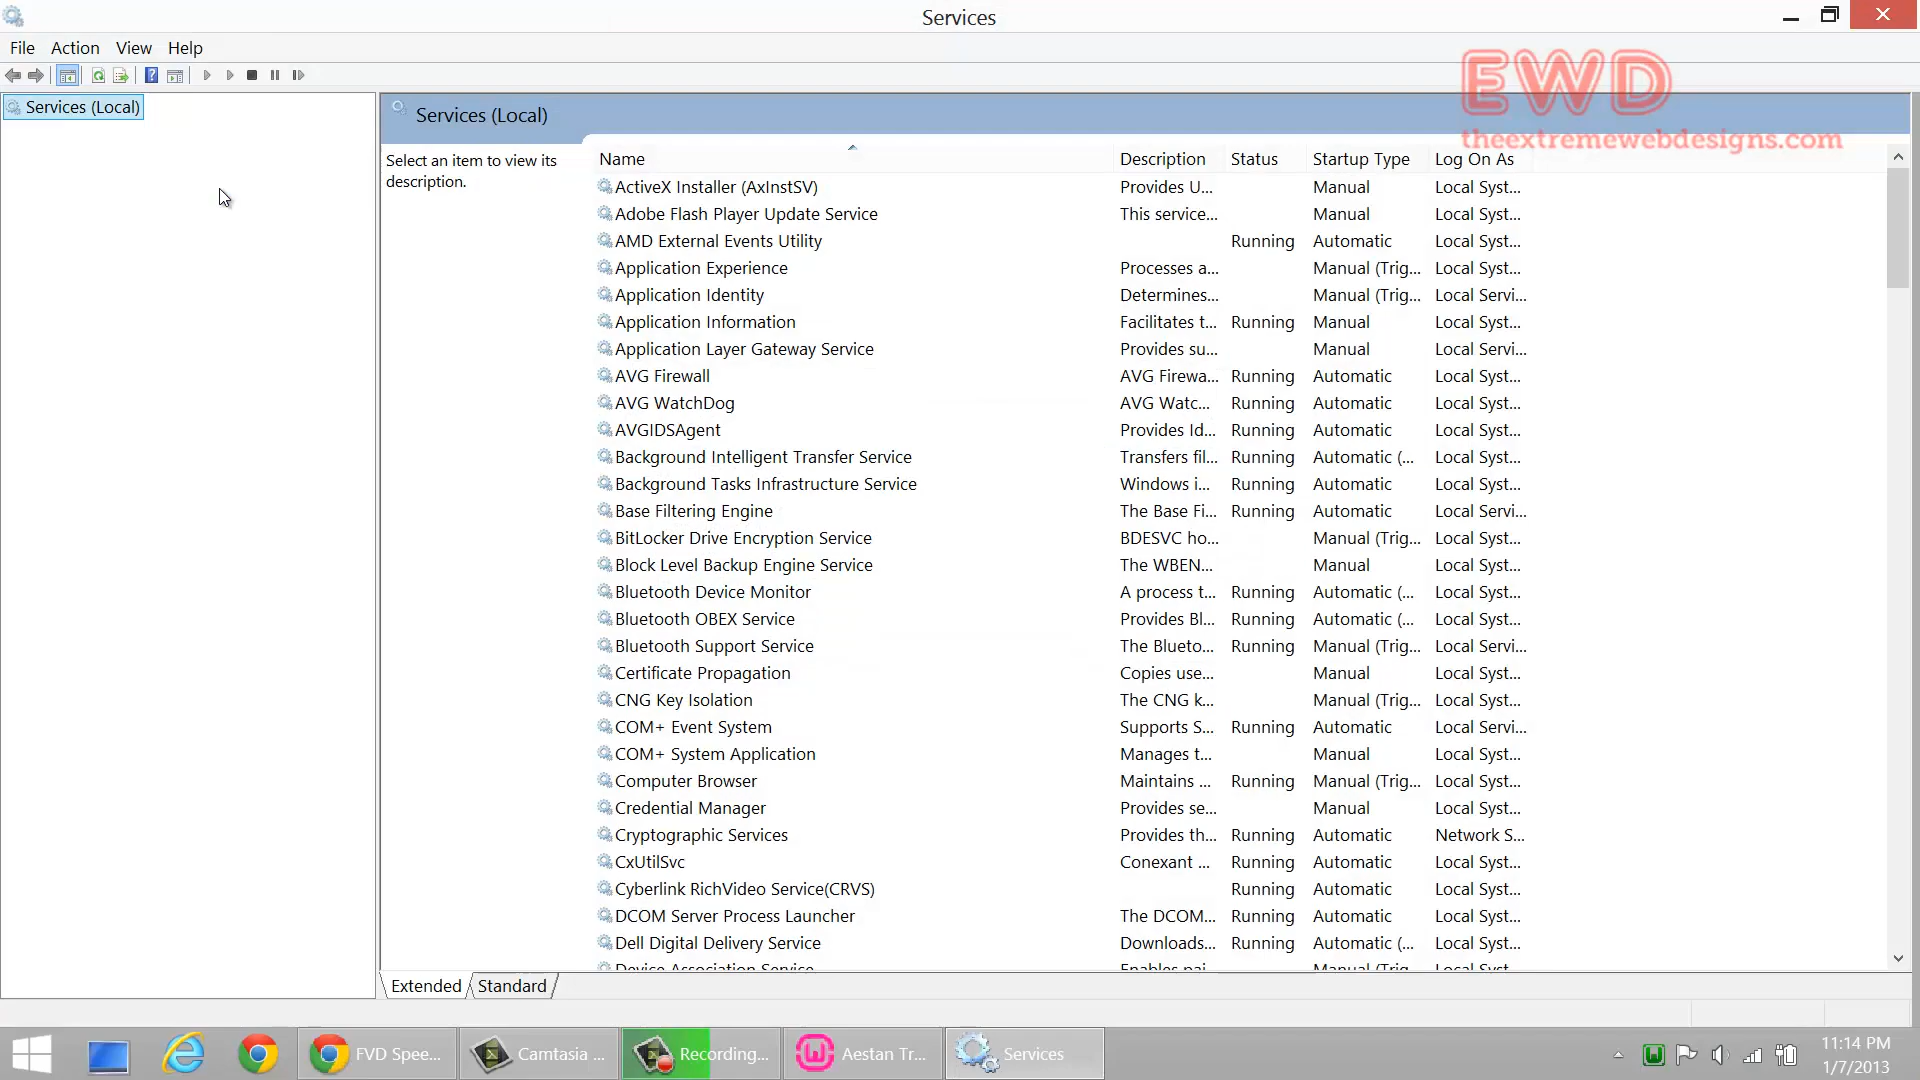 Services
File Action View Help
EWD
theextremewebdesigns.com
Services (Local)
Services (Local)
Select an item to view its
description.
Name Description Status Startup Type Log On As
ActiveX Installer (AxInstSV) Provides U... Manual Local Syst...
Adobe Flash Player Update Service This service... Manual Local Syst...
AMD External Events Utility Running Automatic Local Syst...
Application Experience Processes a... Manual (Trig... Local Syst...
Application Identity Determines... Manual (Trig... Local Servi...
Application Information Facilitates t... Running Manual Local Syst...
Application Layer Gateway Service Provides su... Manual Local Servi...
AVG Firewall AVG Firewa... Running Automatic Local Syst...
AVG WatchDog AVG Watc... Running Automatic Local Syst...
AVGIDSAgent Provides Id... Running Automatic Local Syst...
Background Intelligent Transfer Service Transfers fil... Running Automatic (... Local Syst...
Background Tasks Infrastructure Service Windows i... Running Automatic Local Syst...
Base Filtering Engine The Base Fi... Running Automatic Local Servi...
BitLocker Drive Encryption Service BDESVC ho... Manual (Trig... Local Syst...
Block Level Backup Engine Service The WBEN... Manual Local Syst...
Bluetooth Device Monitor A process t... Running Automatic (... Local Syst...
Bluetooth OBEX Service Provides Bl... Running Automatic (... Local Syst...
Bluetooth Support Service The Blueto... Running Manual (Trig... Local Servi...
Certificate Propagation Copies use... Manual Local Syst...
CNG Key Isolation The CNG k... Manual (Trig... Local Syst...
COM+ Event System Supports S... Running Automatic Local Servi...
COM+ System Application Manages t... Manual Local Syst...
Computer Browser Maintains ... Running Manual (Trig... Local Syst...
Credential Manager Provides se... Manual Local Syst...
Cryptographic Services Provides th... Running Automatic Network S...
CxUtilSvc Conexant ... Running Automatic Local Syst...
Cyberlink RichVideo Service(CRVS) Running Automatic Local Syst...
DCOM Server Process Launcher The DCOM... Running Automatic Local Syst...
Dell Digital Delivery Service Downloads... Running Automatic (... Local Syst...
Device Association Service Enables pai... Manual (Trig... Local Syst...
Extended Standard
FVD Spee... Camtasia ... Recording... Aestan Tr... Services
11:14 PM
1/7/2013